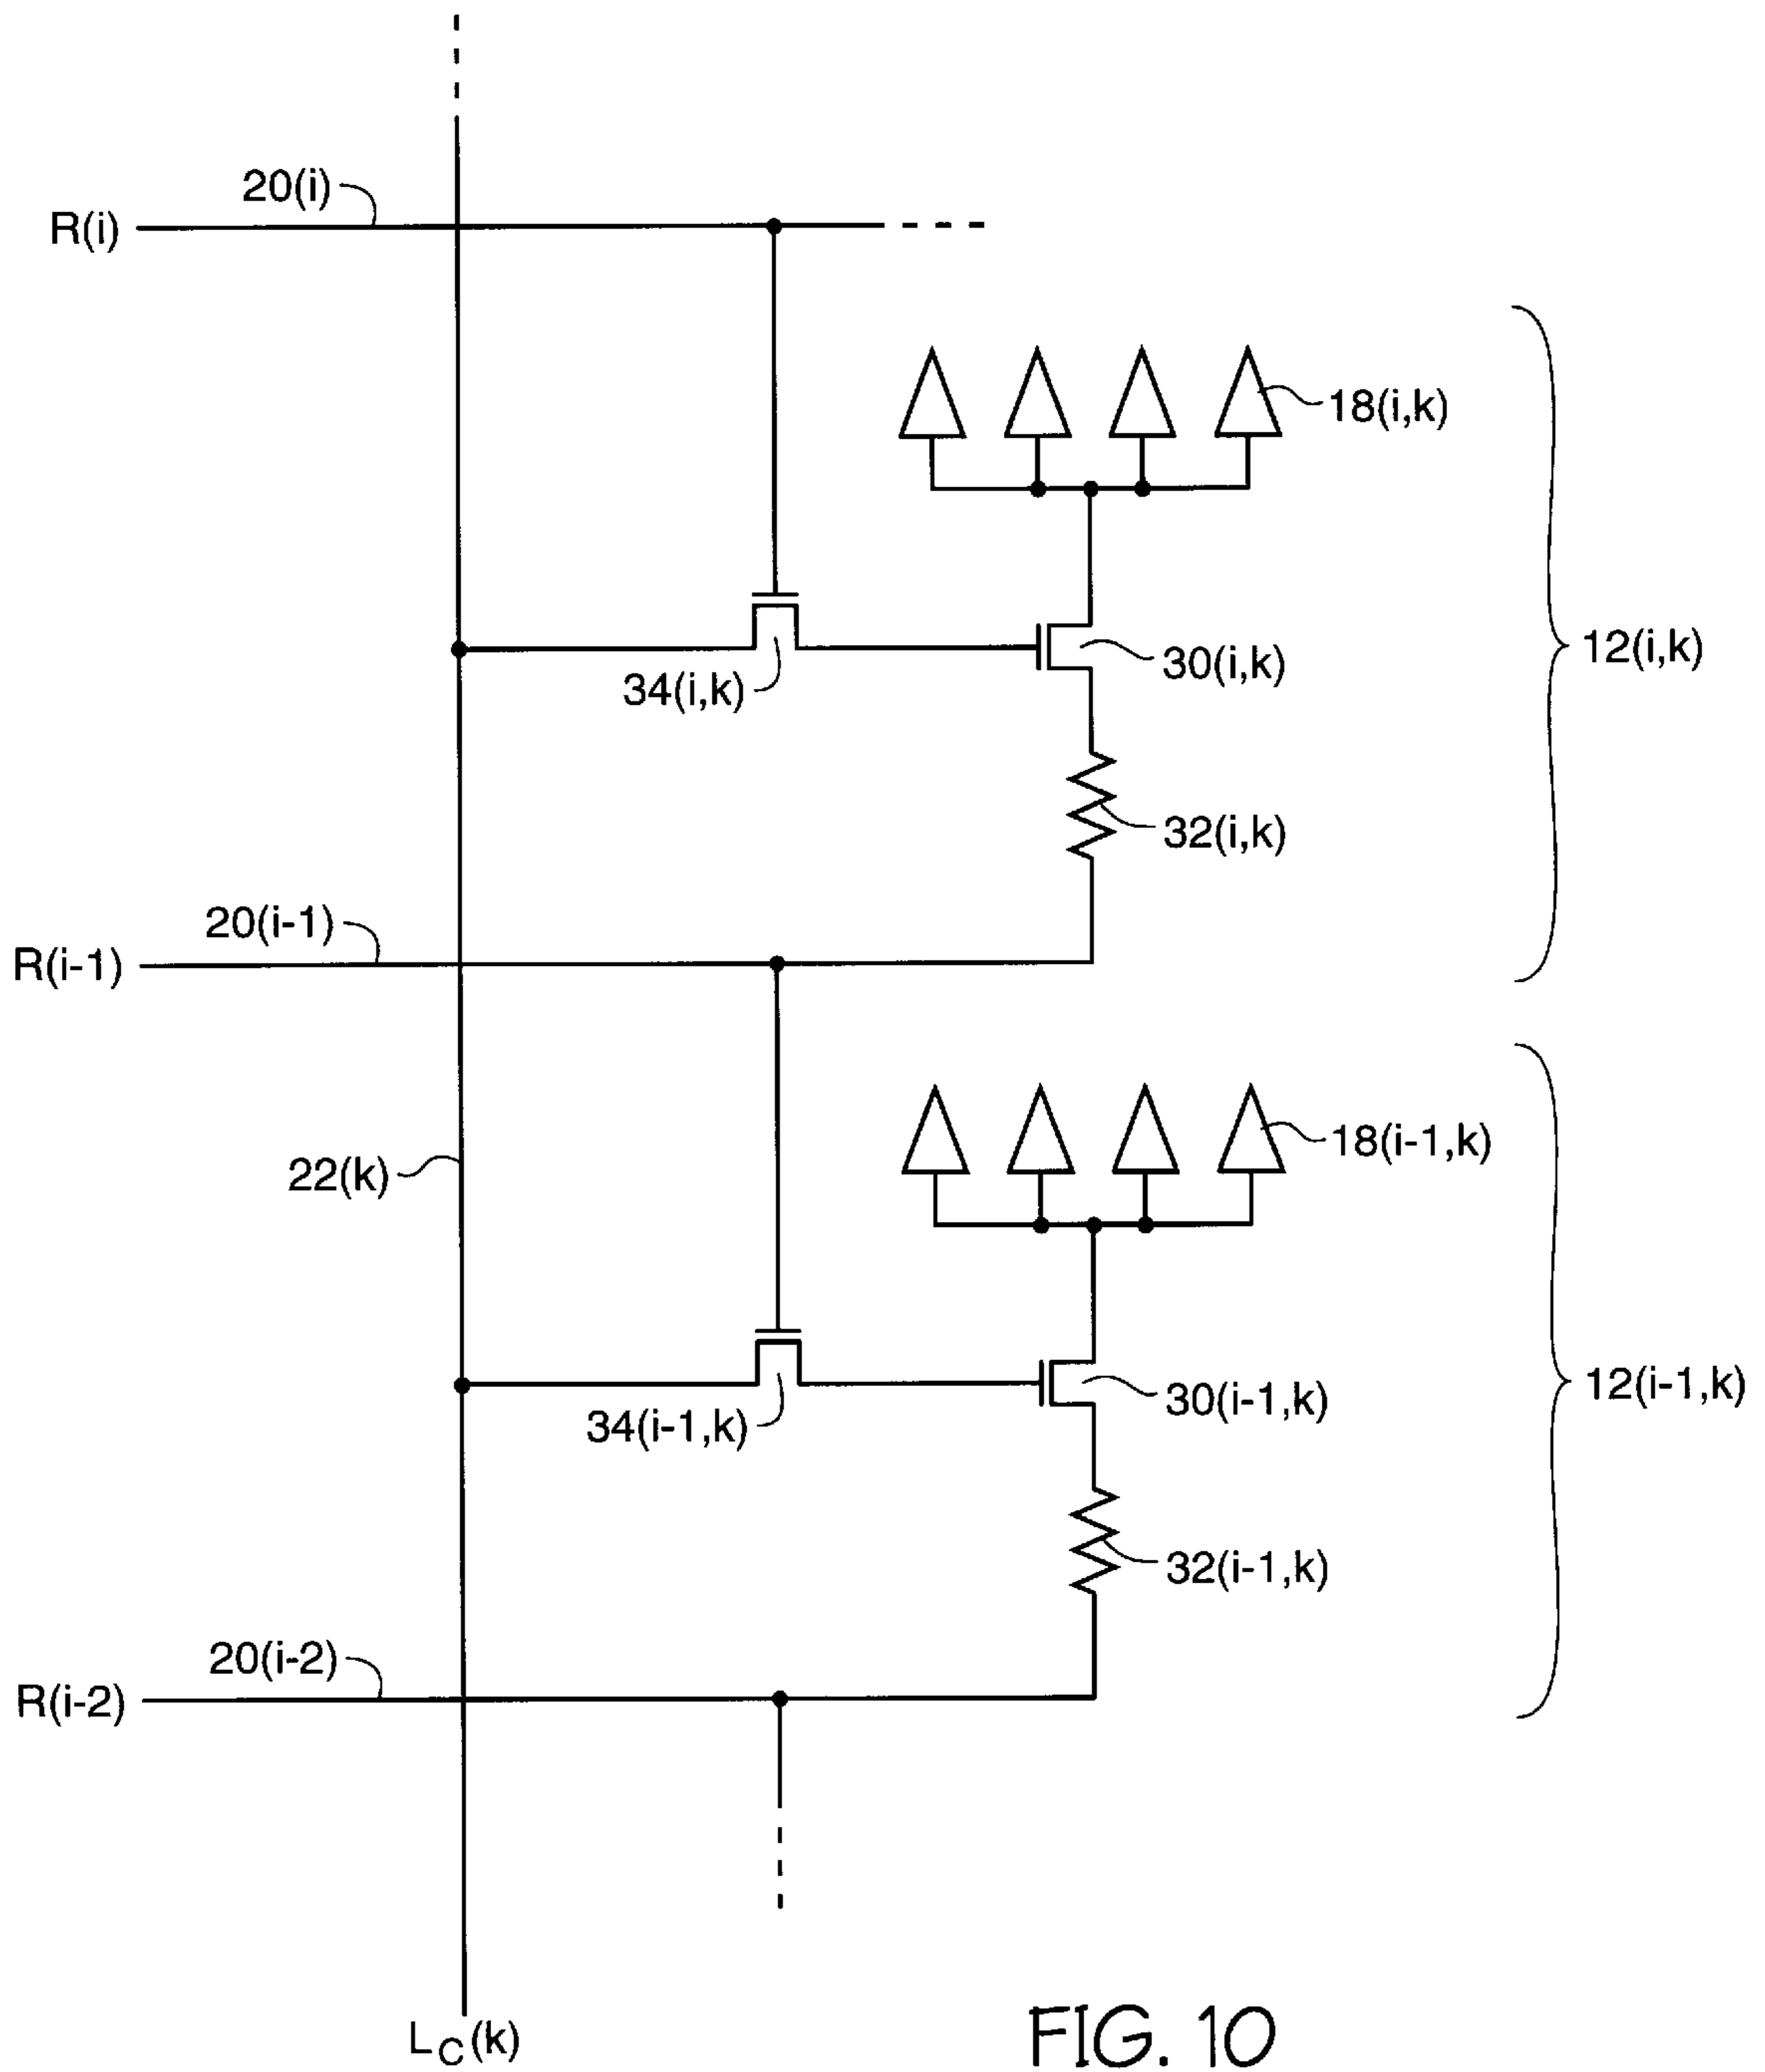 20(i)
R(i)
18(i,k)
12(i,k)
30(i,k)
34(i,k)
32(i,k)
20(i-1)
R(i-1)
18(i-1,k)
22(k)
12(i-1,k)
30(i-1,k)
34(i-1,k)
32(i-1,k)
20(i-2)
R(i-2)
LC(k)
FIG. 10